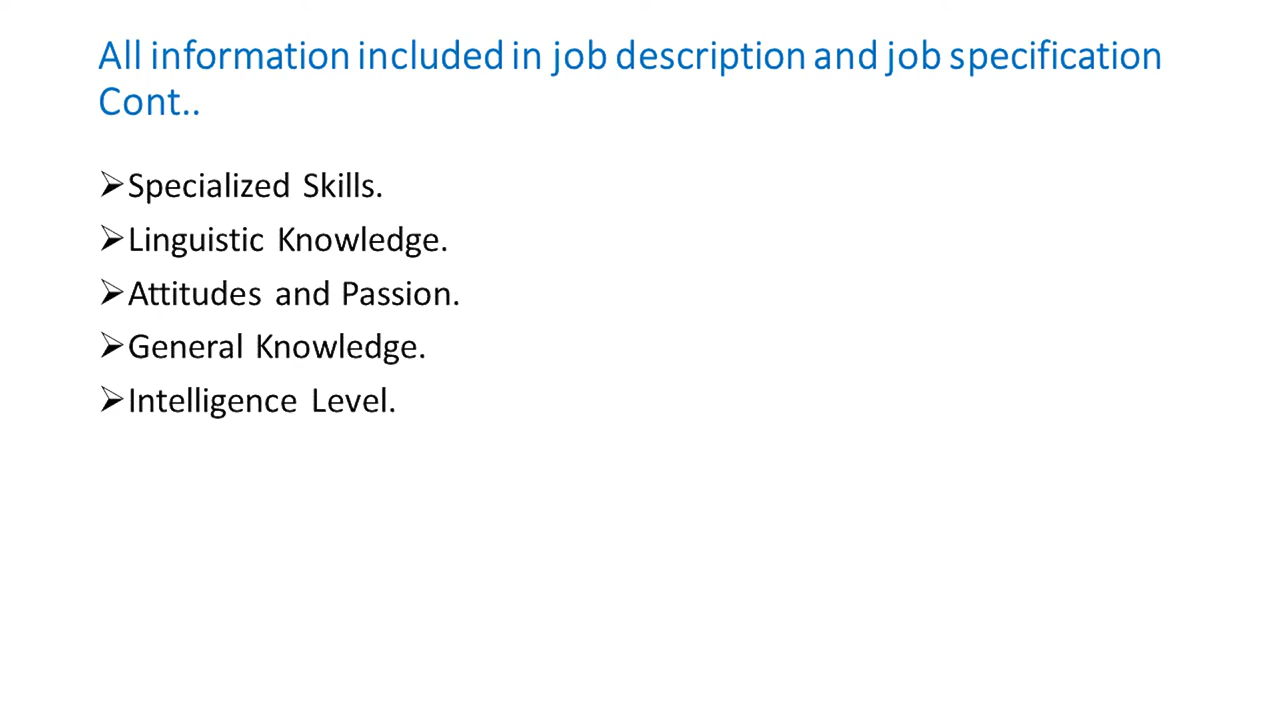 All information included in job description and job specification
Cont..
➢Specialized Skills.
➢Linguistic Knowledge.
➢Attitudes and Passion.
➢General Knowledge.
➢Intelligence Level.